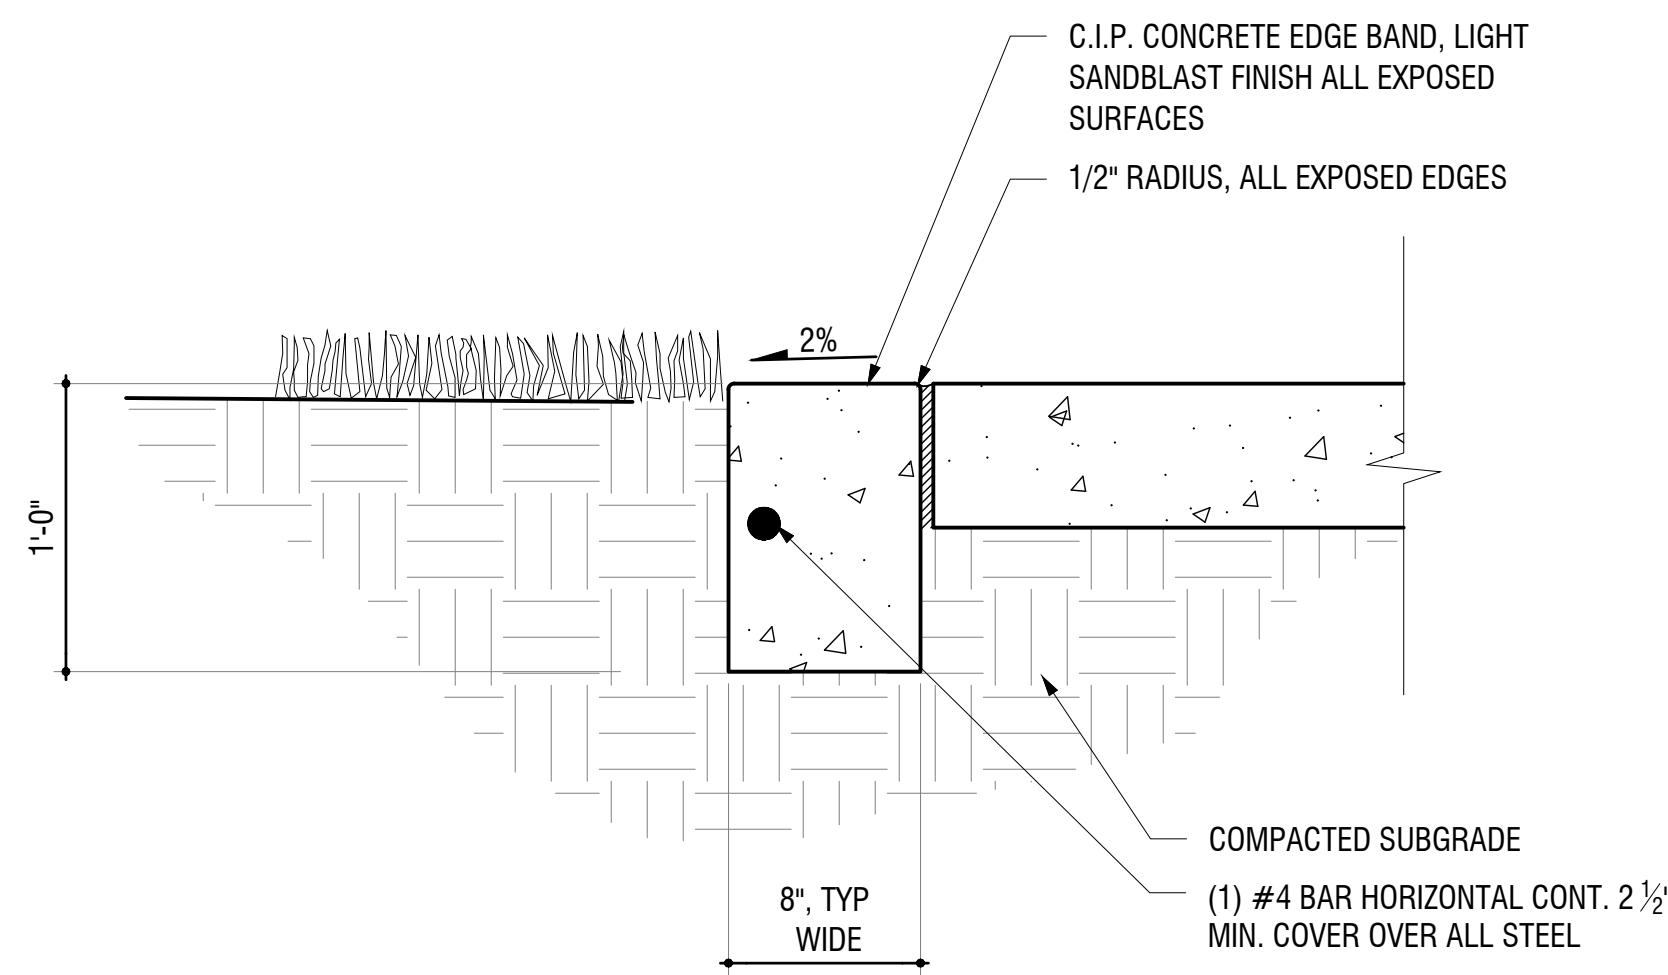 C.I.P. CONCRETE EDGE BAND, LIGHT
SANDBLAST FINISH ALL EXPOSED
SURFACES
1/2" RADIUS, ALL EXPOSED EDGES
2%
1'-0"
COMPACTED SUBGRADE
(1) #4 BAR HORIZONTAL CONT. 2 ½'
MIN. COVER OVER ALL STEEL
8", TYP
WIDE